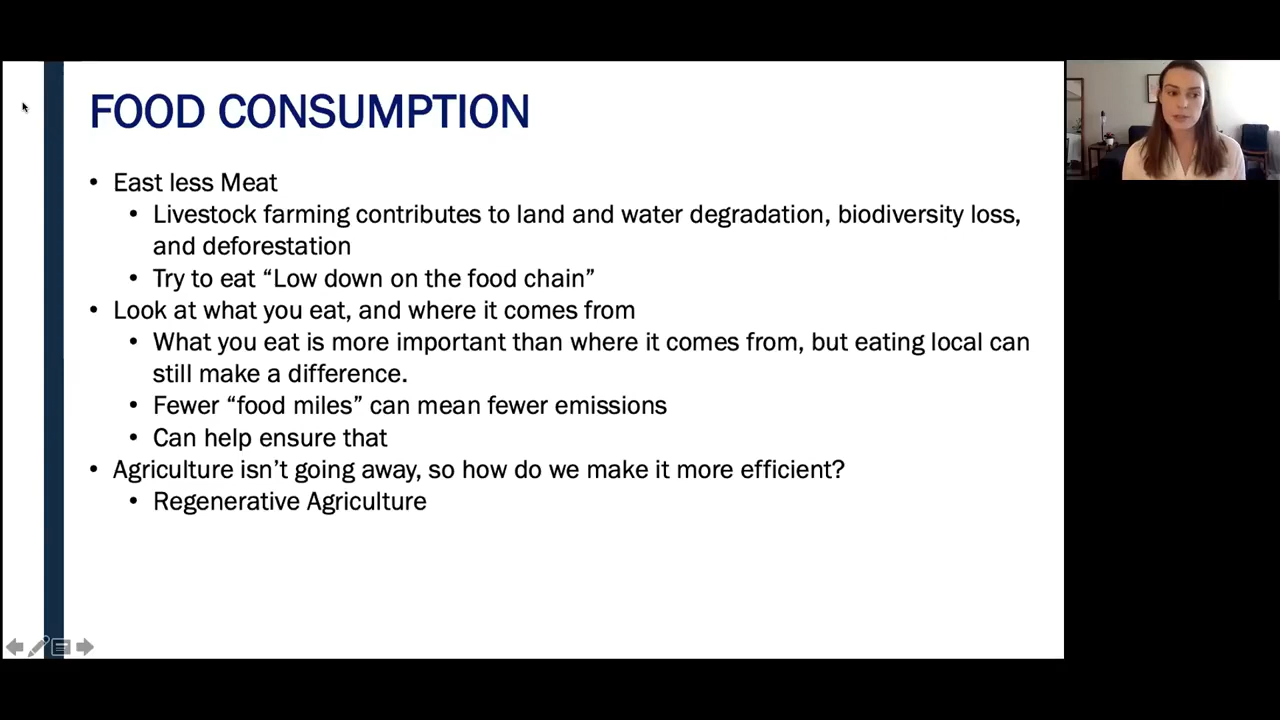 FOOD CONSUMPTION
• East less Meat
• Livestock farming contributes to land and water degradation, biodiversity loss,
and deforestation
• Try to eat “Low down on the food chain”
• Look at what you eat, and where it comes from
• What you eat is more important than where it comes from, but eating local can
still make a difference.
• Fewer “food miles” can mean fewer emissions
• Can help ensure that
• Agriculture isn’t going away, so how do we make it more efficient?
• Regenerative Agriculture